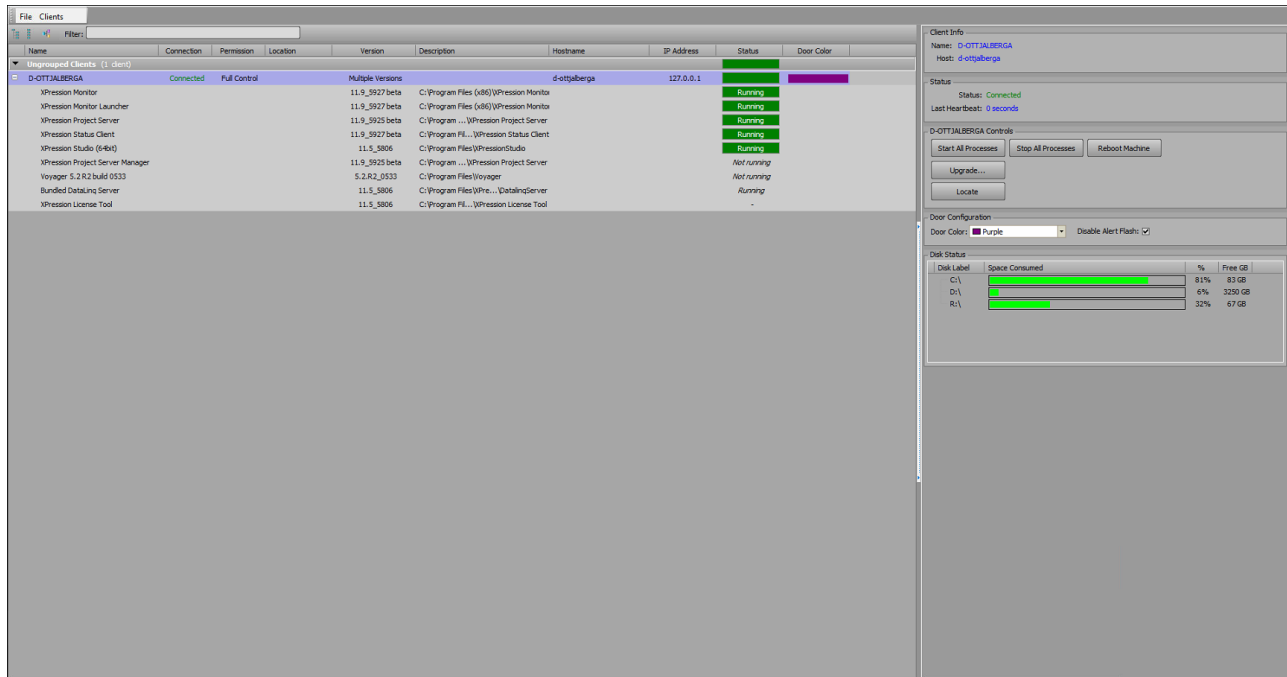 File Clients
Filter:
Name Connection Permission Location Version Description Hostname IP Address Status Door Color
Ungrouped Clients (1 client)
D-OTTJALBERGA Connected Full Control Multiple Versions d-ottjalberga 127.0.0.1
XPression Monitor 11.9_5927 beta C:\Program Files (x86)\XPression Monitor Running
XPression Monitor Launcher 11.9_5927 beta C:\Program Files (x86)\XPression Monitor Running
XPression Project Server 11.9_5925 beta C:\Program ...\XPression Project Server Running
XPression Status Client 11.9_5927 beta C:\Program Fil...\XPression Status Client Running
XPression Studio (64bit) 11.5_5806 C:\Program Files\XPressionStudio Running
XPression Project Server Manager 11.9_5925 beta C:\Program ...\XPression Project Server Not running
Voyager 5.2 R2 build 0533 5.2.R2_0533 C:\Program Files\Voyager Not running
Bundled DataLinq Server 11.5_5806 C:\Program Files\XPre...\DatalinqServer Running
XPression License Tool 11.5_5806 C:\Program Fil...\XPression License Tool -
Client Info
Name: D-OTTJALBERGA
Host: d-ottjalberga
Status
Status: Connected
Last Heartbeat: 0 seconds
D-OTTJALBERGA Controls
Start All Processes Stop All Processes Reboot Machine
Upgrade...
Locate
Door Configuration
Door Color: Purple Disable Alert Flash:
Disk Status
Disk Label Space Consumed % Free GB
C:\ 81% 83 GB
D:\ 6% 3250 GB
R:\ 32% 67 GB